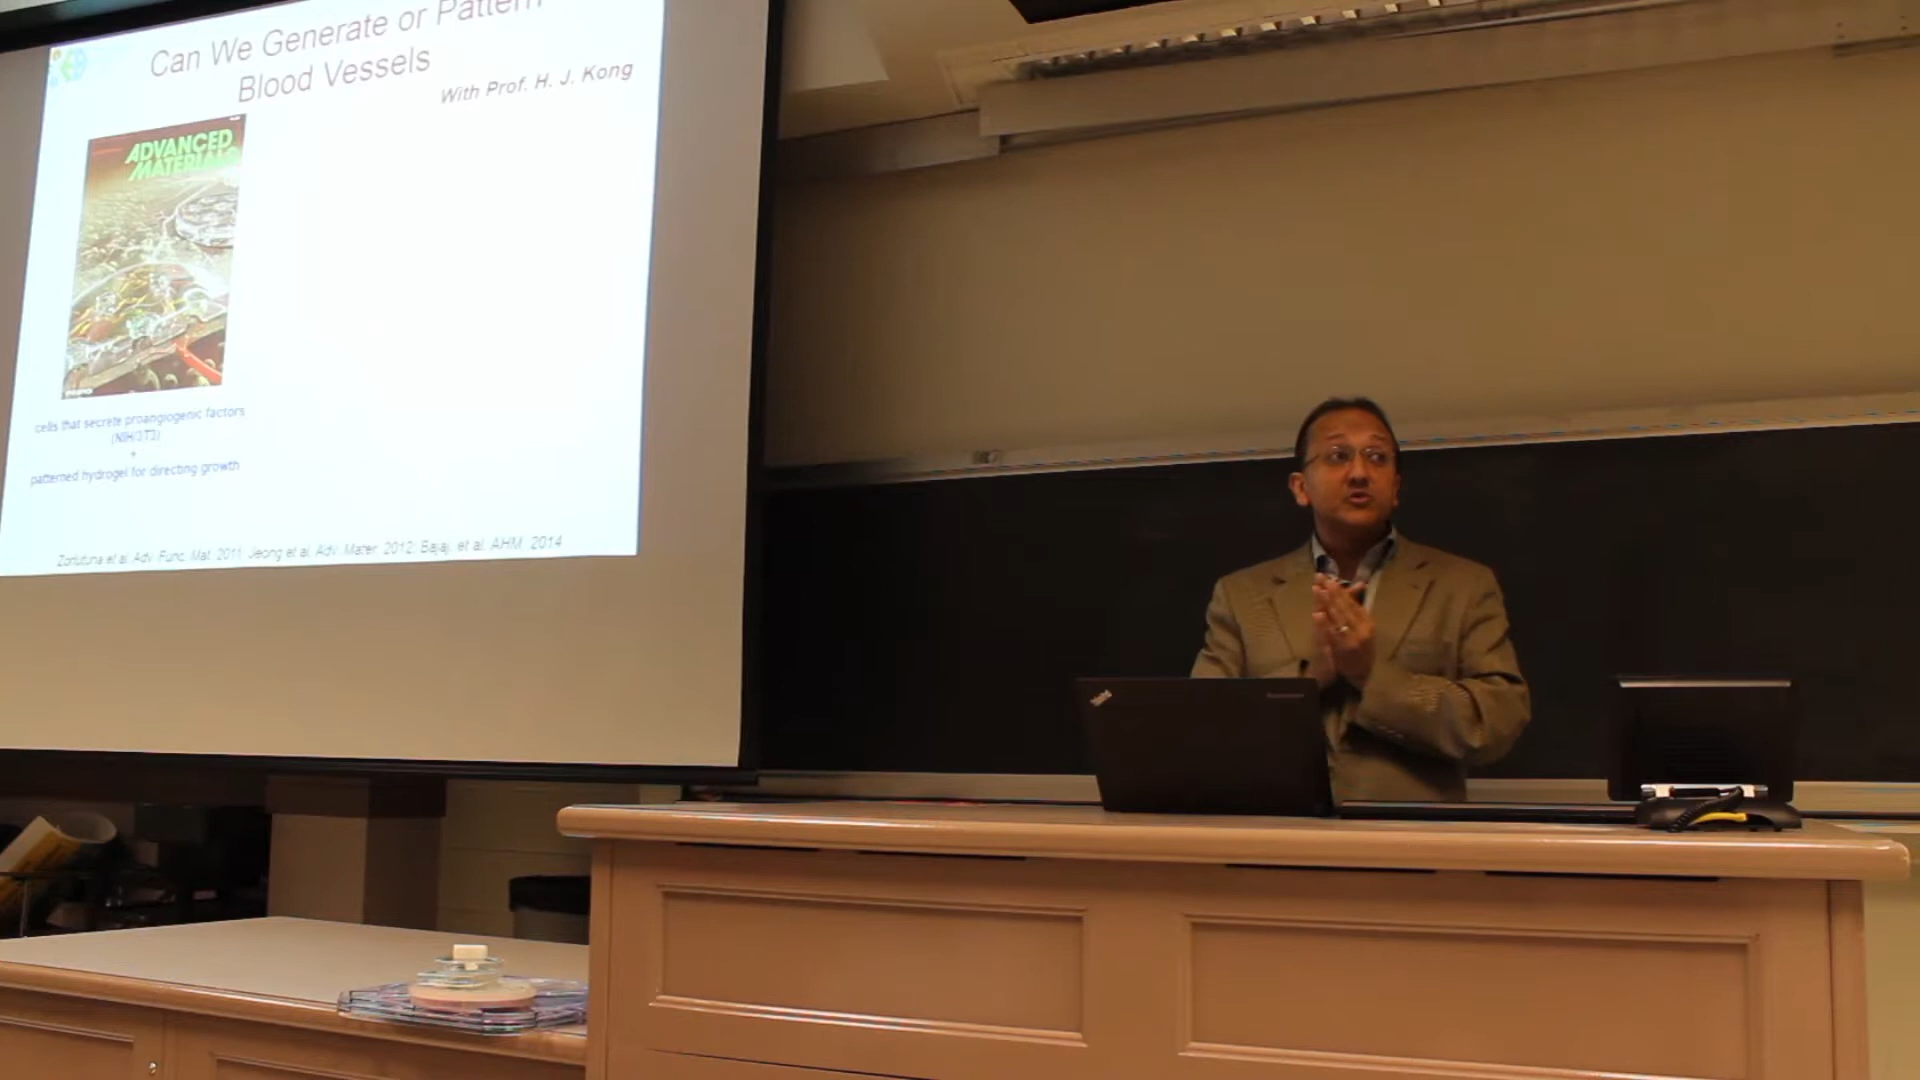 Can We Generate or Pattern
Blood Vessels
With Prof. H. J. Kong
ADVANCED
MATERIALS
cells that secrete proangiogenic factors
(NIH/3T3)
+
patterned hydrogel for directing growth
Zorlutuna et al. Adv. Func. Mat. 2011; Jeong et al, Adv. Mater. 2012; Bajaj, et al. AHM, 2014